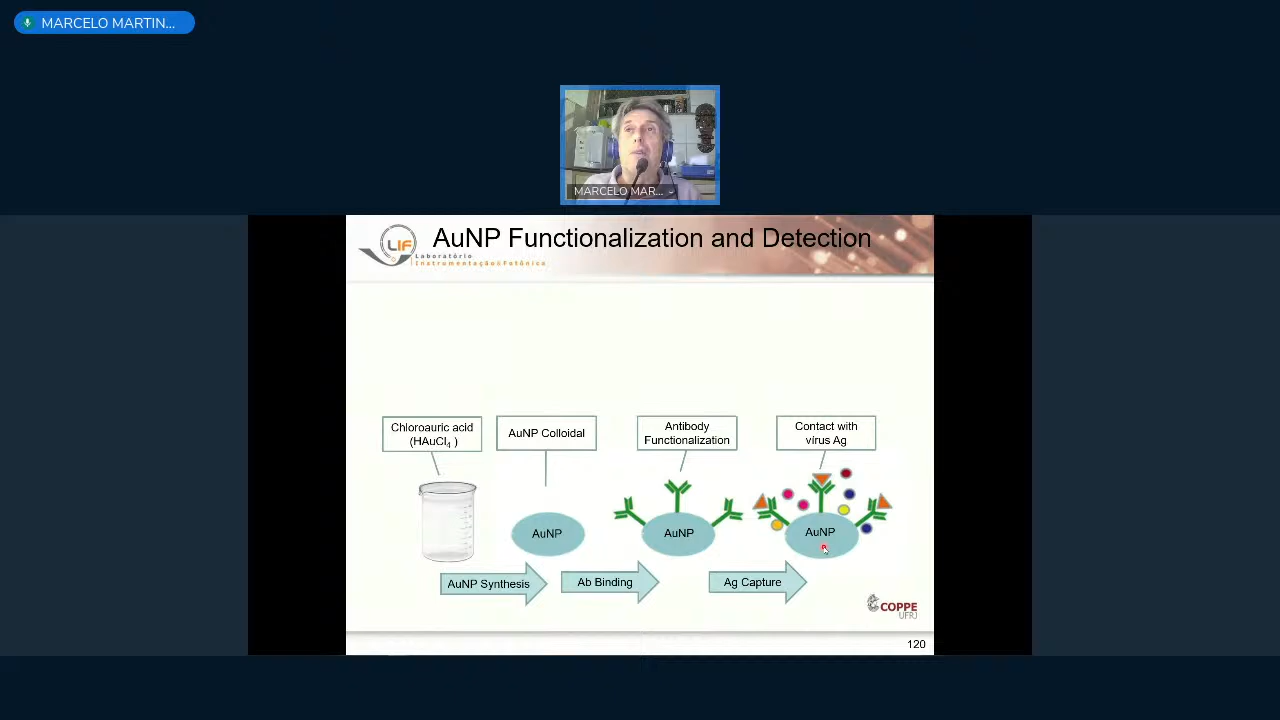 MARCELO MARTIN...
MARCELO MAR...
LIF
Laboratório
Instrumentação&Fotônica
AuNP Functionalization and Detection
Chloroauric acid
(HAuCl₄ )
AuNP Colloidal
Antibody
Functionalization
Contact with
vírus Ag
AuNP
AuNP
AuNP
AuNP Synthesis
Ab Binding
Ag Capture
COPPE
UFRJ
120